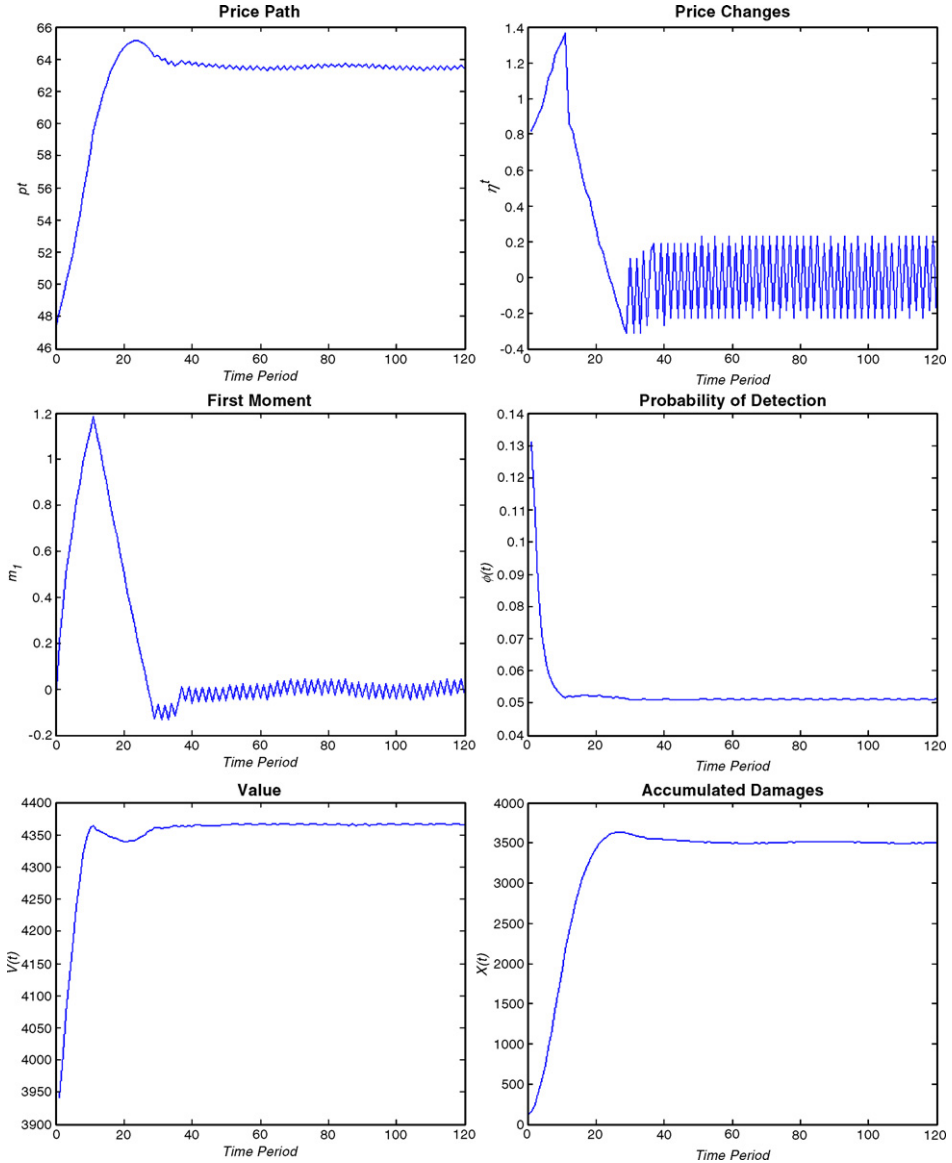 Price Path
66
64
62
60
58
56
54
52
50
48
46
pt
0 20 40 60 80 100 120
Time Period
Price Changes
1.4
1.2
1
0.8
0.6
0.4
0.2
0
-0.2
-0.4
η^t
0 20 40 60 80 100 120
Time Period
First Moment
1.2
1
0.8
0.6
0.4
0.2
0
-0.2
m₁
0 20 40 60 80 100 120
Time Period
Probability of Detection
0.14
0.13
0.12
0.11
0.1
0.09
0.08
0.07
0.06
0.05
0.04
ϕ(t)
0 20 40 60 80 100 120
Time Period
Value
4400
4350
4300
4250
4200
4150
4100
4050
4000
3950
3900
V(t)
0 20 40 60 80 100 120
Time Period
Accumulated Damages
4000
3500
3000
2500
2000
1500
1000
500
0
X(t)
0 20 40 60 80 100 120
Time Period